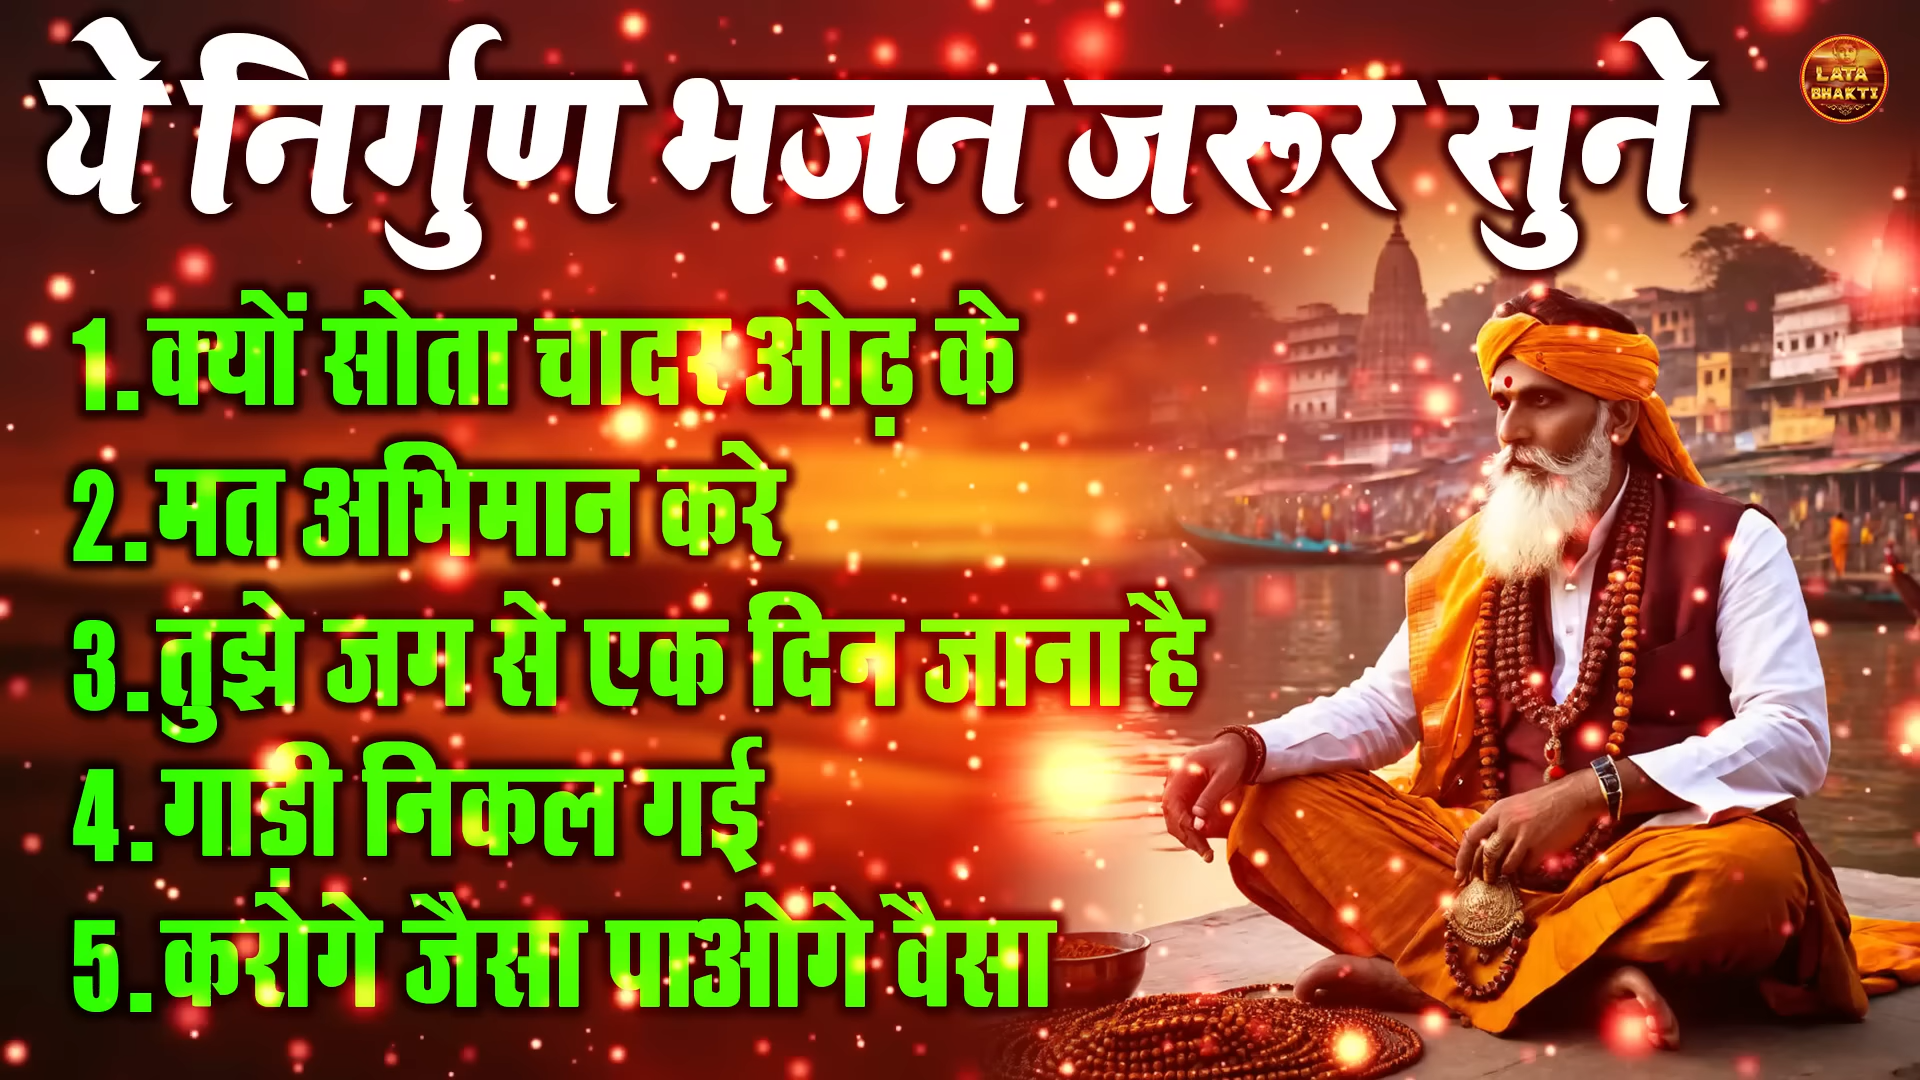 ये निर्गुण भजन जरूर सुने
LATA
BHAKTI
1. क्यों सोता चादर ओढ़ के
2. मत अभिमान करे
3. तुझे जग से एक दिन जाना है
4. गाड़ी निकल गई
5. करोगे जैसा पाओगे वैसा